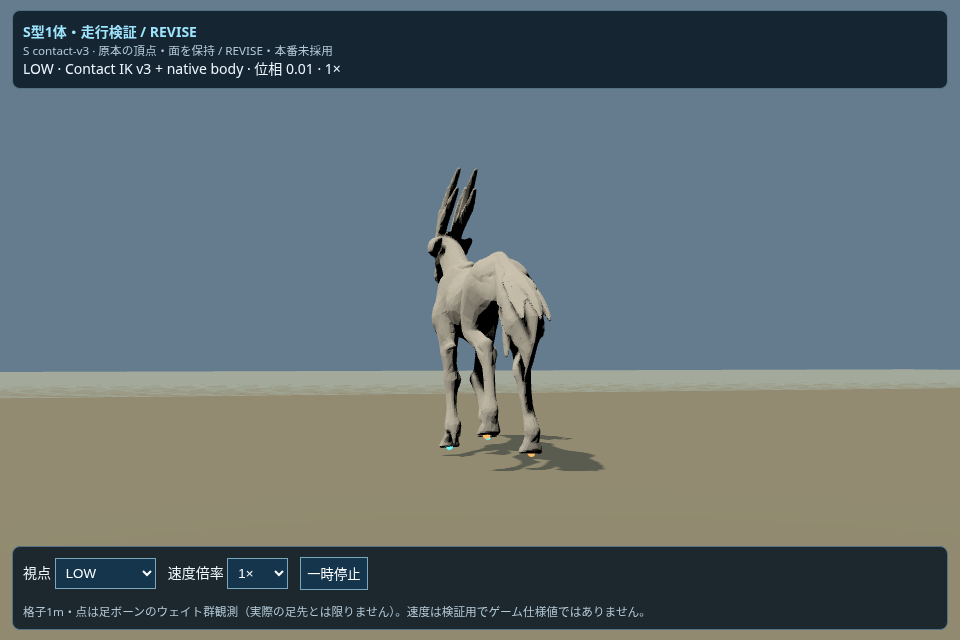 S型1体・走行検証 / REVISE
S contact-v3 · 原本の頂点・面を保持 / REVISE・本番未採用
LOW · Contact IK v3 + native body · 位相 0.01 · 1×
視点 LOW 速度倍率 1× 一時停止
格子1m・点は足ボーンのウェイト群観測（実際の足先とは限りません）。速度は検証用でゲーム仕様値ではありません。